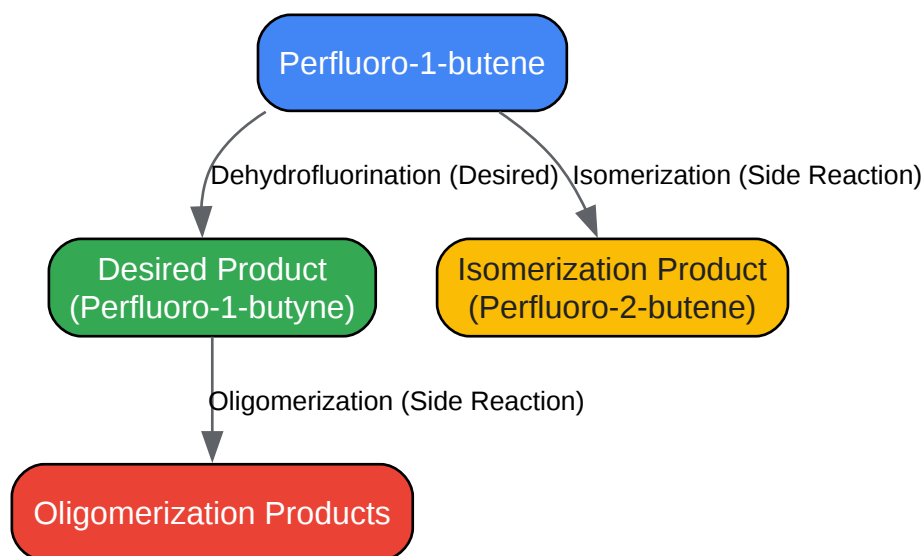 Perfluoro-1-butene
Dehydrofluorination (Desired)
Isomerization (Side Reaction)
Desired Product
(Perfluoro-1-butyne)
Isomerization Product
(Perfluoro-2-butene)
Oligomerization (Side Reaction)
Oligomerization Products